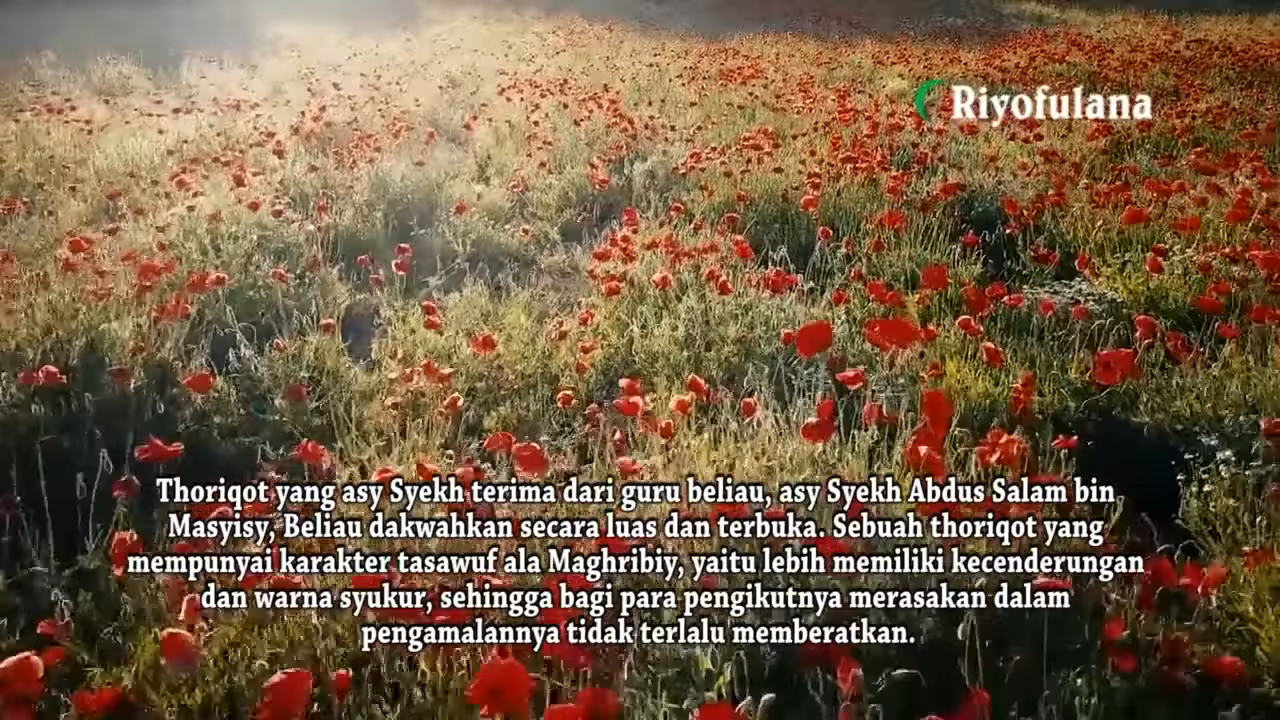 Riyofulana
Thoriqot yang asy Syekh terima dari guru beliau, asy Syekh Abdus Salam bin
Masyisy, Beliau dakwahkan secara luas dan terbuka. Sebuah thoriqot yang
mempunyai karakter tasawuf ala Maghribiy, yaitu lebih memiliki kecenderungan
dan warna syukur, sehingga bagi para pengikutnya merasakan dalam
pengamalannya tidak terlalu memberatkan.